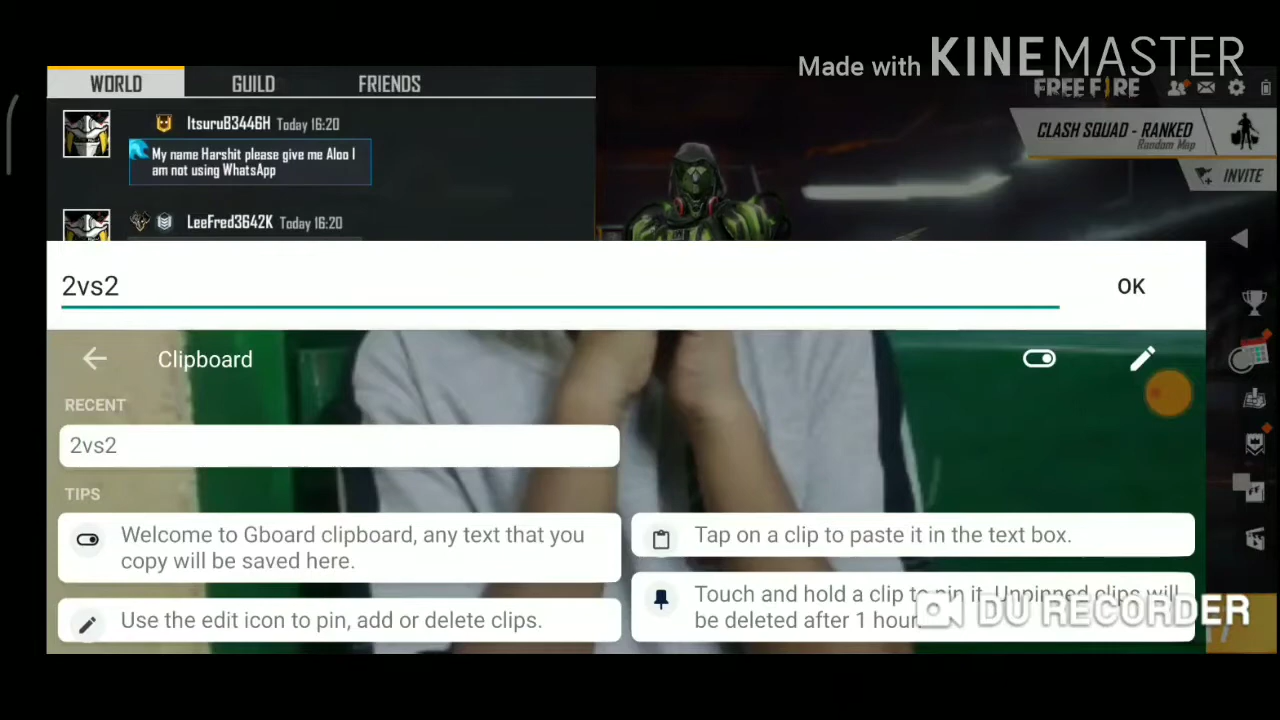 Made with KINEMASTER
WORLD GUILD FRIENDS
FREE FIRE
ItsuruB3446H Today 16:20
My name Harshit please give me Aloo I
am not using WhatsApp
CLASH SQUAD - RANKED
Random Map
INVITE
LeeFred3642K Today 16:20
2vs2
OK
Clipboard
RECENT
2vs2
TIPS
Welcome to Gboard clipboard, any text that you
copy will be saved here.
Tap on a clip to paste it in the text box.
Use the edit icon to pin, add or delete clips.
Touch and hold a clip to pin it. Unpinned clips will
be deleted after 1 hour.
DU RECORDER